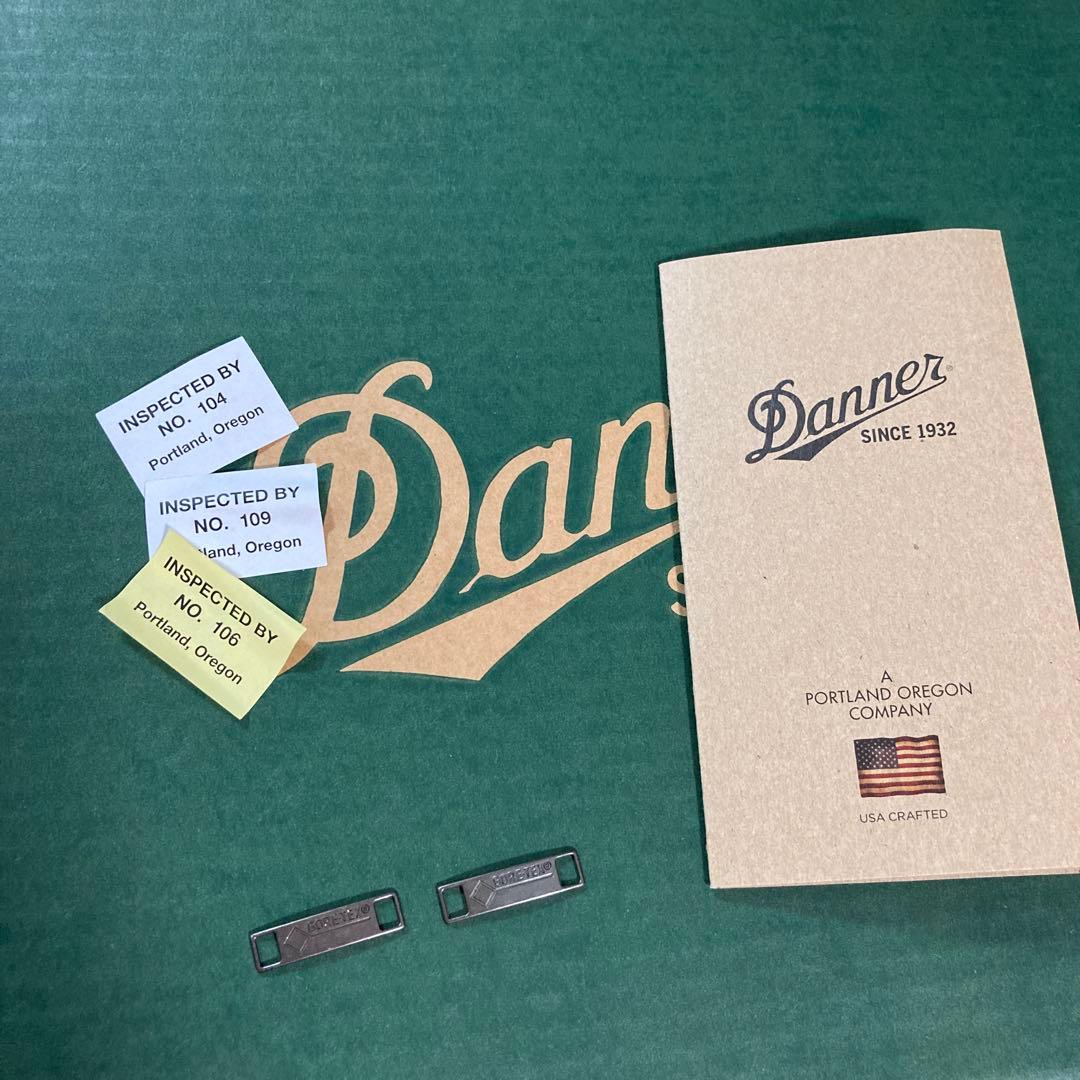 INSPECTED BY
NO. 104
Portland, Oregon
INSPECTED BY
NO. 109
land, Oregon
INSPECTED BY
NO. 106
Portland, Oregon
Dann
S
Danner®
SINCE 1932
A
PORTLAND OREGON
COMPANY
USA CRAFTED
GORE-TEX®
GORE-TEX®